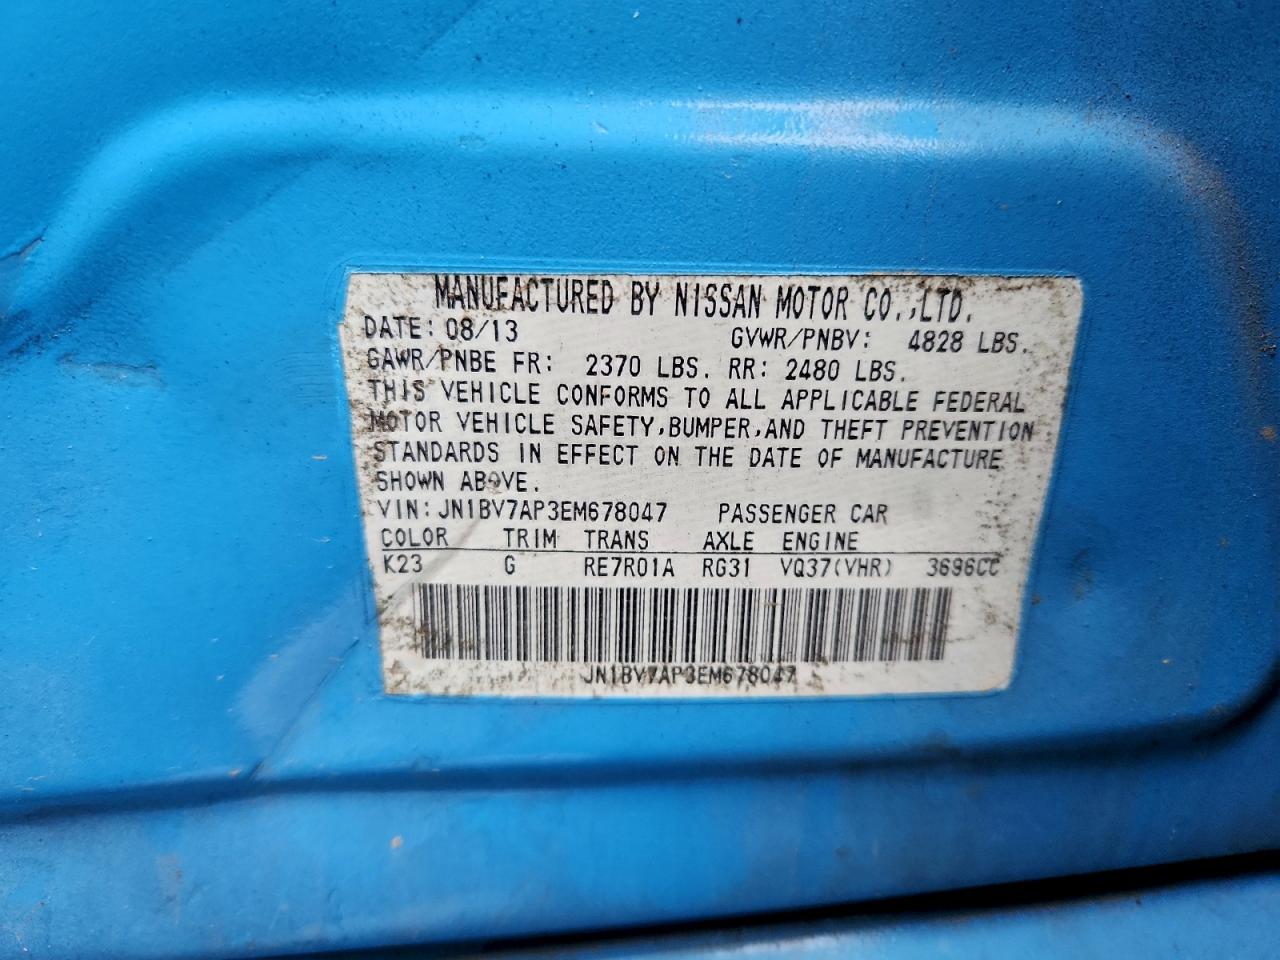 MANUFACTURED BY NISSAN MOTOR CO.,LTD.
DATE: 08/13 GVWR/PNBV: 4828 LBS.
GAWR/PNBE FR: 2370 LBS. RR: 2480 LBS.
THIS VEHICLE CONFORMS TO ALL APPLICABLE FEDERAL
MOTOR VEHICLE SAFETY,BUMPER,AND THEFT PREVENTION
STANDARDS IN EFFECT ON THE DATE OF MANUFACTURE
SHOWN ABOVE.
VIN:JN1BV7AP3EM678047 PASSENGER CAR
COLOR TRIM TRANS AXLE ENGINE
K23 G RE7R01A RG31 VQ37(VHR) 3696CC
JN1BV7AP3EM678047